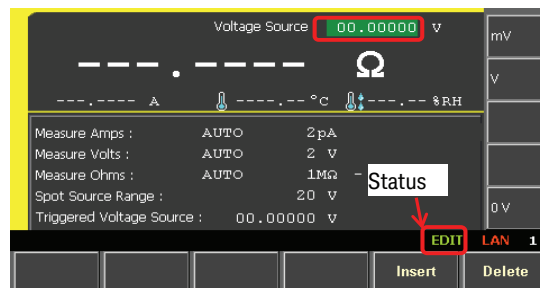 Voltage Source 00.00000 V
mV
---.---- Ω
V
---.---- A ----.-- °C ---.-- %RH
Measure Amps : AUTO 2pA
Measure Volts : AUTO 2 V
Measure Ohms : AUTO 1MΩ -
Status
Spot Source Range : 20 V
0 V
Triggered Voltage Source : 00.00000 V
EDIT LAN 1
Insert Delete